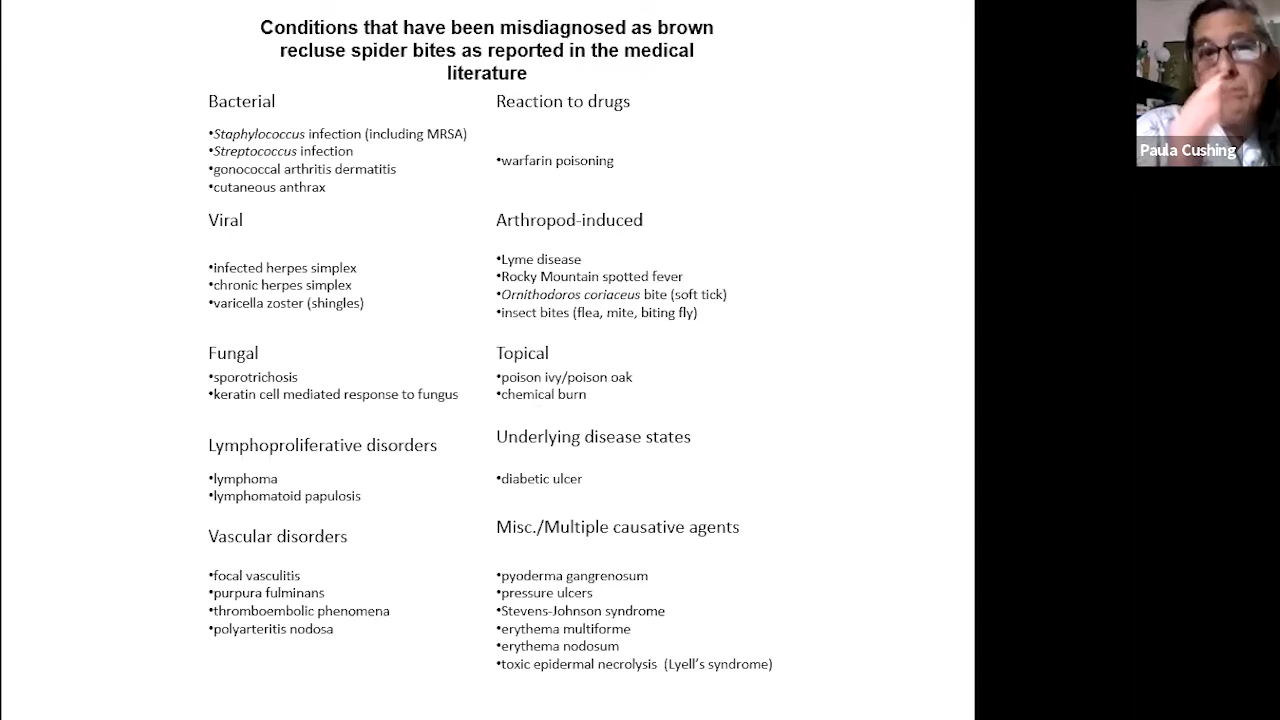 Conditions that have been misdiagnosed as brown
recluse spider bites as reported in the medical
literature
Bacterial
•Staphylococcus infection (including MRSA)
•Streptococcus infection
•gonococcal arthritis dermatitis
•cutaneous anthrax
Viral
•infected herpes simplex
•chronic herpes simplex
•varicella zoster (shingles)
Fungal
•sporotrichosis
•keratin cell mediated response to fungus
Lymphoproliferative disorders
•lymphoma
•lymphomatoid papulosis
Vascular disorders
•focal vasculitis
•purpura fulminans
•thromboembolic phenomena
•polyarteritis nodosa
Reaction to drugs
•warfarin poisoning
Arthropod-induced
•Lyme disease
•Rocky Mountain spotted fever
•Ornithodoros coriaceus bite (soft tick)
•insect bites (flea, mite, biting fly)
Topical
•poison ivy/poison oak
•chemical burn
Underlying disease states
•diabetic ulcer
Misc./Multiple causative agents
•pyoderma gangrenosum
•pressure ulcers
•Stevens-Johnson syndrome
•erythema multiforme
•erythema nodosum
•toxic epidermal necrolysis (Lyell's syndrome)
Paula Cushing